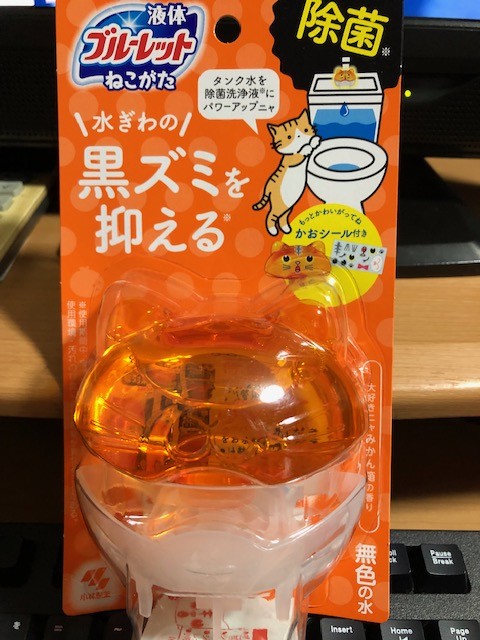 液体
ブルーレット
ねこがた
除菌※
タンク水を
除菌洗浄液※に
パワーアップニャ
水ぎわの
黒ズミを
抑える※
もっとかわいがってね
かおシール付き
大好きニャみかん箱の香り
無色の水
小林製薬
Pause
Break
Insert
Home
Page
Up